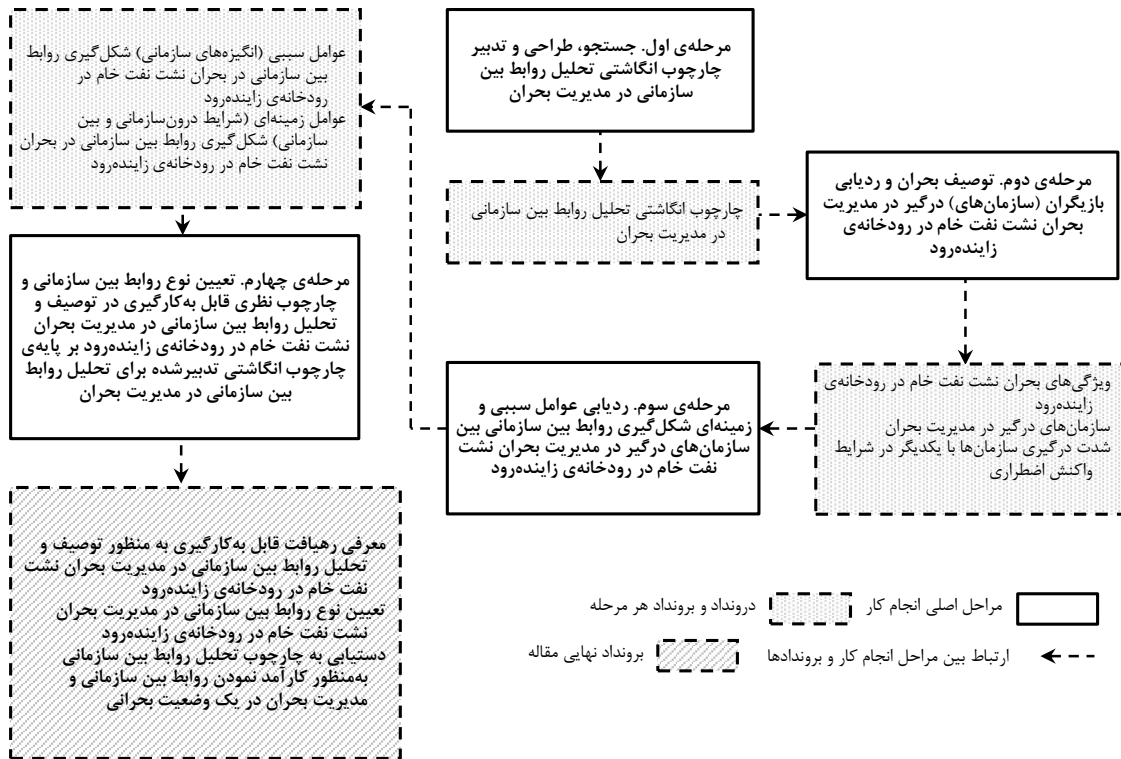 مرحله‌ی اول. جستجو، طراحی و تدبیر
چارچوب انگاشتی تحلیل روابط بین
سازمانی در مدیریت بحران
چارچوب انگاشتی تحلیل روابط بین سازمانی
در مدیریت بحران
مرحله‌ی دوم. توصیف بحران و ردیابی
بازیگران (سازمان‌های) درگیر در مدیریت
بحران نشت نفت خام در رودخانه‌ی
زاینده‌رود
ویژگی‌های بحران نشت نفت خام در رودخانه‌ی
زاینده‌رود
سازمان‌های درگیر در مدیریت بحران
شدت درگیری سازمان‌ها با یکدیگر در شرایط
واکنش اضطراری
مرحله‌ی سوم. ردیابی عوامل سببی و
زمینه‌ای شکل‌گیری روابط بین سازمانی بین
سازمان‌های درگیر در مدیریت بحران نشت
نفت خام در رودخانه‌ی زاینده‌رود
عوامل سببی (انگیزه‌های سازمانی) شکل‌گیری روابط
بین سازمانی در بحران نشت نفت خام در
رودخانه‌ی زاینده‌رود
عوامل زمینه‌ای (شرایط درون‌سازمانی و بین
سازمانی) شکل‌گیری روابط بین سازمانی در بحران
نشت نفت خام در رودخانه‌ی زاینده‌رود
مرحله‌ی چهارم. تعیین نوع روابط بین سازمانی و
چارچوب نظری قابل به‌کارگیری در توصیف و
تحلیل روابط بین سازمانی در مدیریت بحران
نشت نفت خام در رودخانه‌ی زاینده‌رود بر پایه‌ی
چارچوب انگاشتی تدبیرشده برای تحلیل روابط
بین سازمانی در مدیریت بحران
معرفی رهیافت قابل به‌کارگیری به منظور توصیف و
تحلیل روابط بین سازمانی در مدیریت بحران نشت
نفت خام در رودخانه‌ی زاینده‌رود
تعیین نوع روابط بین سازمانی در مدیریت بحران
نشت نفت خام در رودخانه‌ی زاینده‌رود
دستیابی به چارچوب تحلیل روابط بین سازمانی
به‌منظور کارآمد نمودن روابط بین سازمانی و
مدیریت بحران در یک وضعیت بحرانی
مراحل اصلی انجام کار
درونداد و برونداد هر مرحله
ارتباط بین مراحل انجام کار و بروندادها
برونداد نهایی مقاله